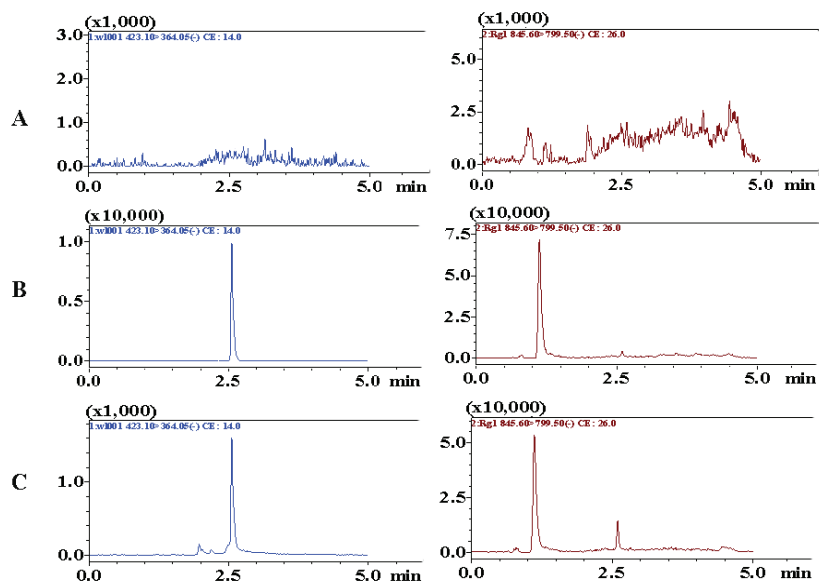 (x1,000)
1:wl001 423.10>364.05(-) CE : 14.0
3.0
2.0
1.0
0.0
0.0 2.5 5.0 min
(x1,000)
2:Rg1 845.60>799.50(-) CE : 26.0
5.0
2.5
0.0
0.0 2.5 5.0 min
A
(x10,000)
1:wl001 423.10>364.05(-) CE : 14.0
1.0
0.5
0.0
0.0 2.5 5.0 min
(x10,000)
2:Rg1 845.60>799.50(-) CE : 26.0
7.5
5.0
2.5
0.0
0.0 2.5 5.0 min
B
(x1,000)
1:wl001 423.10>364.05(-) CE : 14.0
1.0
0.0
0.0 2.5 5.0 min
(x10,000)
2:Rg1 845.60>799.50(-) CE : 26.0
5.0
2.5
0.0
0.0 2.5 5.0 min
C